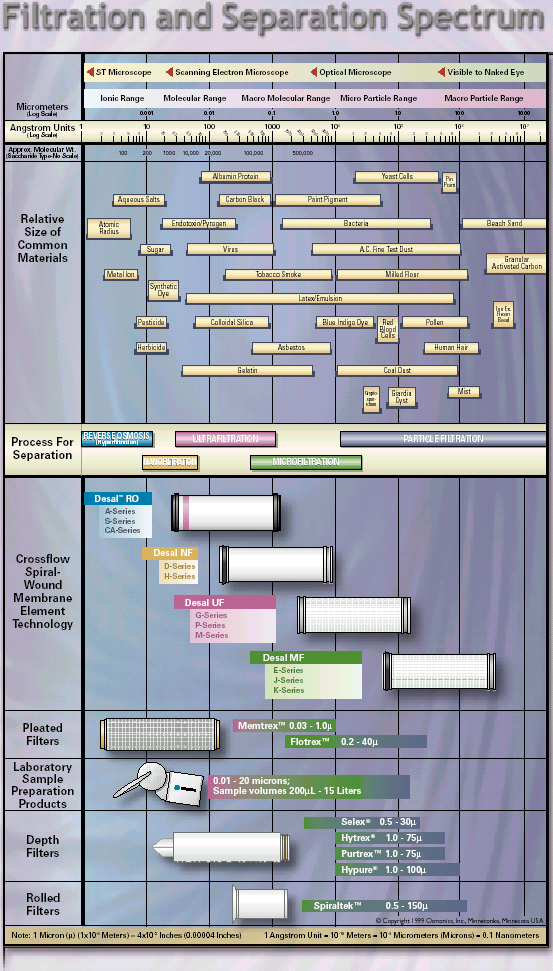 Filtration and Separation Spectrum
ST Microscope
Scanning Electron Microscope
Optical Microscope
Visible to Naked Eye
Micrometers
(Log Scale)
Ionic Range
Molecular Range
Macro Molecular Range
Micro Particle Range
Macro Particle Range
0.001 0.01 0.1 1.0 10 100 1000
Angstrom Units
(Log Scale)
1 10 100 1000
Approx. Molecular Wt.
(Saccharide Type-No Scale)
100 200 1000 10,000 20,000 100,000 500,000
Relative
Size of
Common
Materials
Albumin Protein
Yeast Cells
Pin
Point
Aqueous Salts
Carbon Black
Paint Pigment
Atomic
Radius
Endotoxin/Pyrogen
Bacteria
Beach Sand
Sugar
Virus
A.C. Fine Test Dust
Granular
Activated Carbon
Metal Ion
Tobacco Smoke
Milled Flour
Synthetic
Dye
Latex/Emulsion
Ion Ex.
Resin
Bead
Pesticide
Colloidal Silica
Blue Indigo Dye
Red
Blood
Cells
Pollen
Herbicide
Asbestos
Human Hair
Gelatin
Coal Dust
Giardia
Cyst
Mist
Process For
Separation
REVERSE OSMOSIS
(Hyperfiltration)
ULTRAFILTRATION
PARTICLE FILTRATION
NANOFILTRATION
MICROFILTRATION
Crossflow
Spiral-
Wound
Membrane
Element
Technology
Desal™ RO
A-Series
S-Series
CA-Series
Desal NF
D-Series
H-Series
Desal UF
G-Series
P-Series
M-Series
Desal MF
E-Series
J-Series
K-Series
Pleated
Filters
Memtrex™ 0.03 - 1.0µ
Flotrex™ 0.2 - 40µ
Laboratory
Sample
Preparation
Products
0.01 - 20 microns;
Sample volumes 200µL - 15 Liters
Depth
Filters
Selex® 0.5 - 30µ
Hytrex® 1.0 - 75µ
Purtrex™ 1.0 - 75µ
Hypure® 1.0 - 100µ
Rolled
Filters
Spiraltek™ 0.5 - 150µ
© Copyright 1999 Osmonics, Inc., Minnetonka, Minnesota USA
Note: 1 Micron (µ) (1x10⁻⁶ Meters) – 4x10⁻⁵ Inches (0.00004 Inches)
1 Angstrom Unit = 10⁻¹⁰ Meters = 10⁻⁴ Micrometers (Microns) = 0.1 Nanometers